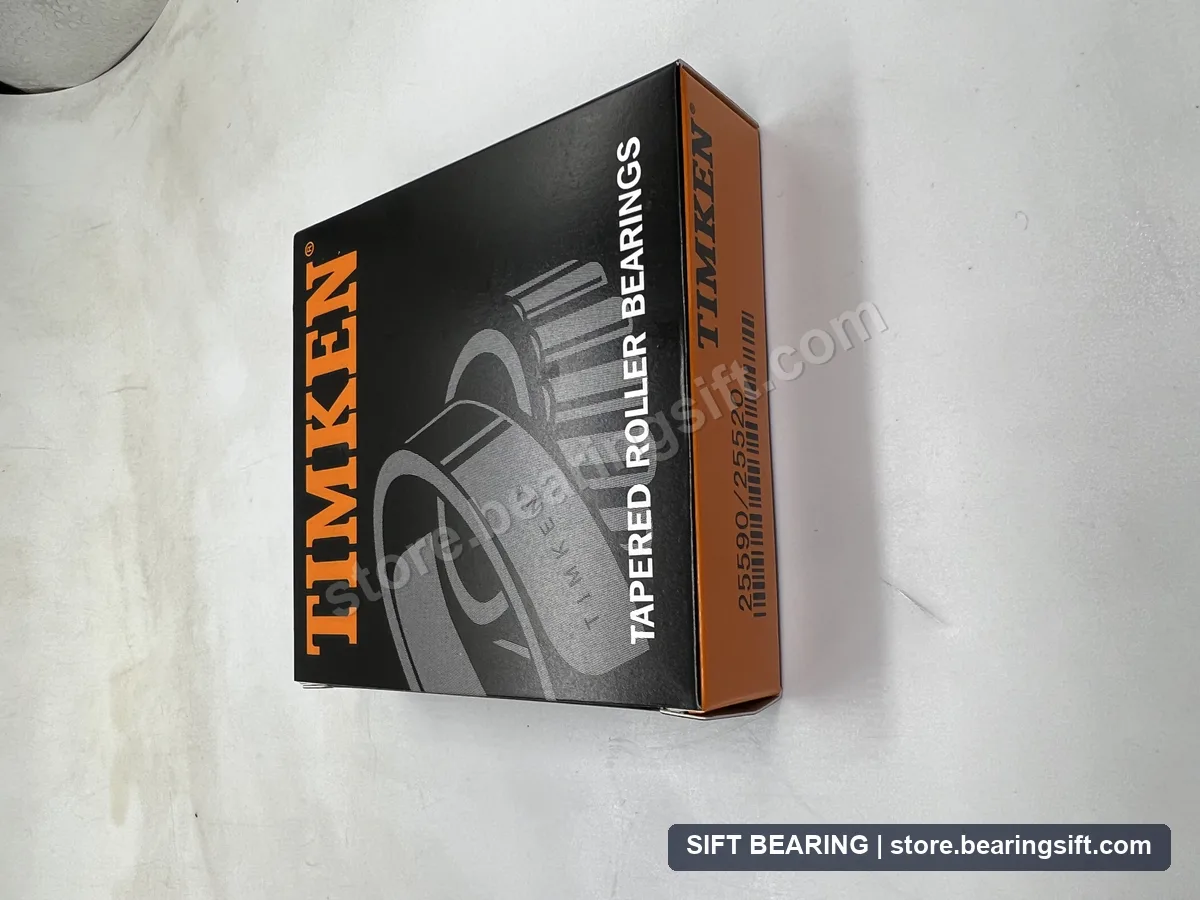 TIMKEN®
TIMKEN
TAPERED ROLLER BEARINGS
TIMKEN®
25590/25520
store.bearingsift.com
SIFT BEARING | store.bearingsift.com